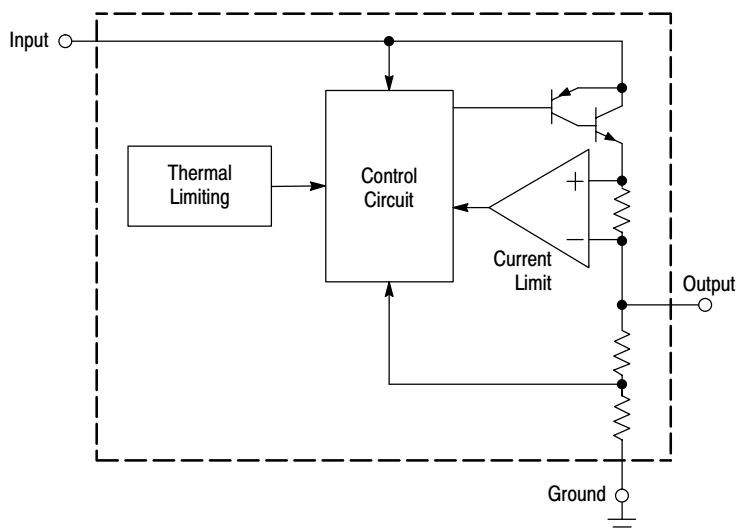 Input
Thermal
Limiting
Control
Circuit
+
−
Current
Limit
Output
Ground